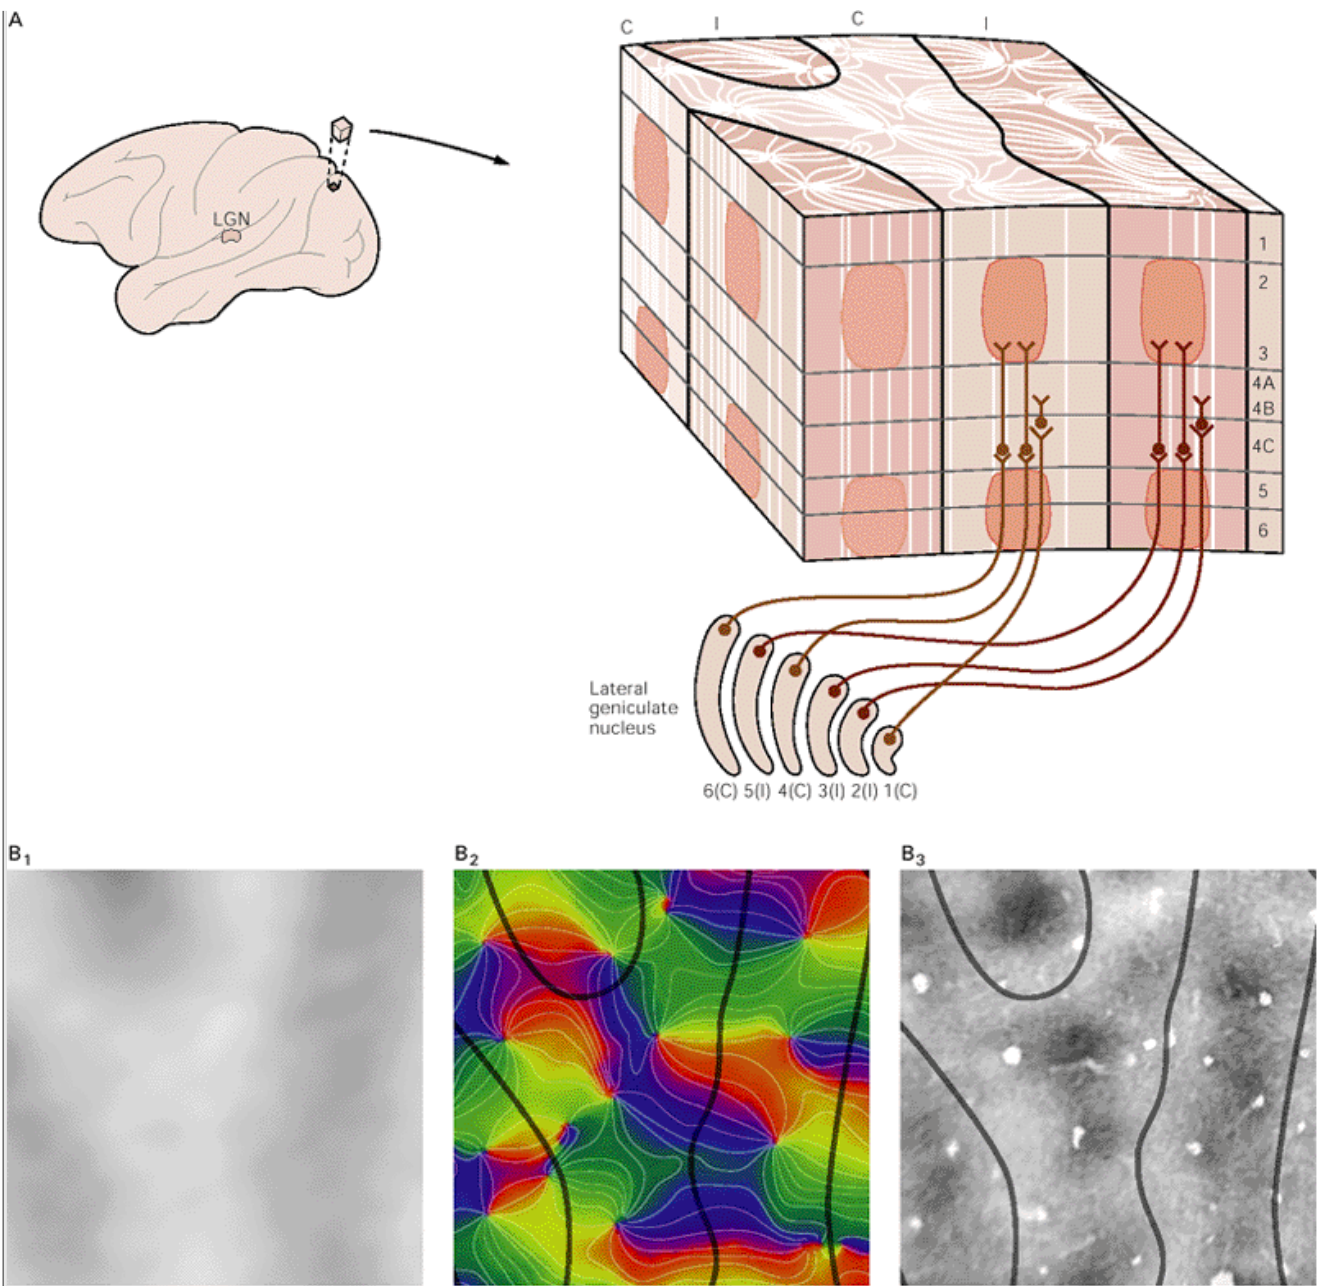 A
C I C I
LGN
1
2
3
4A
4B
4C
5
6
Lateral
geniculate
nucleus
6(C) 5(I) 4(C) 3(I) 2(I) 1(C)
B1 B2 B3